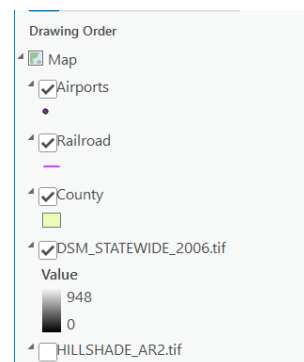 Drawing Order
Map
Airports
Railroad
County
DSM_STATEWIDE_2006.tif
Value
948
0
HILLSHADE_AR2.tif